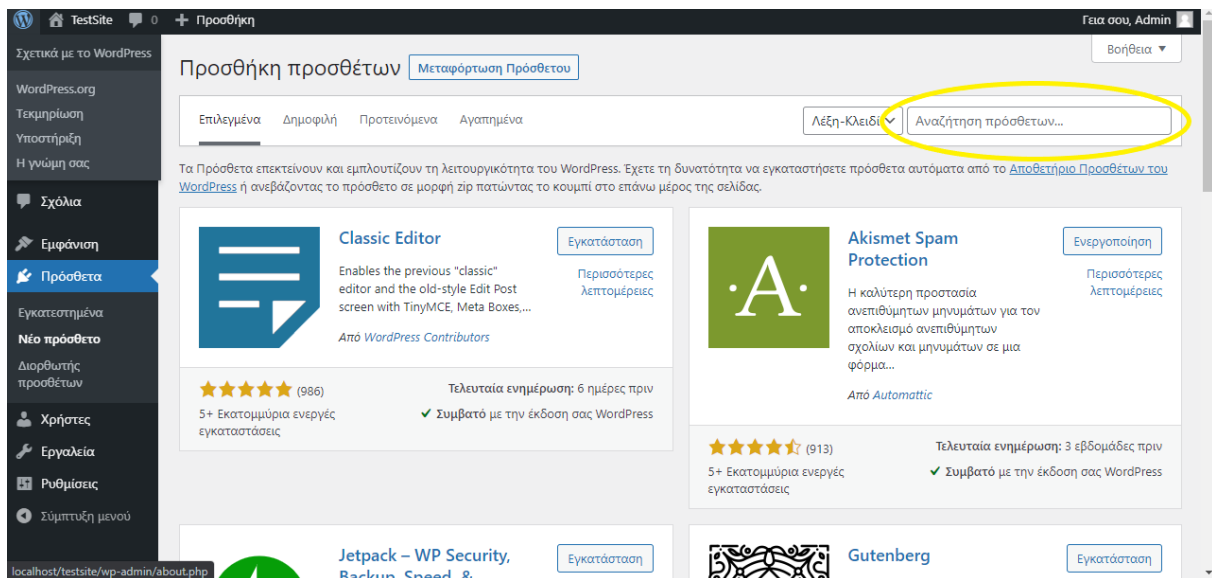 TestSite 0 + Προσθήκη Γεια σου, Admin
Σχετικά με το WordPress
WordPress.org
Τεκμηρίωση
Υποστήριξη
Η γνώμη σας
Σχόλια
Εμφάνιση
Πρόσθετα
Εγκατεστημένα
Νέο πρόσθετο
Διορθωτής
προσθέτων
Χρήστες
Εργαλεία
Ρυθμίσεις
Σύμπτυξη μενού
localhost/testsite/wp-admin/about.php
Βοήθεια
Προσθήκη προσθέτων Μεταφόρτωση Πρόσθετου
Επιλεγμένα Δημοφιλή Προτεινόμενα Αγαπημένα Λέξη-Κλειδί Αναζήτηση πρόσθετων...
Τα Πρόσθετα επεκτείνουν και εμπλουτίζουν τη λειτουργικότητα του WordPress. Έχετε τη δυνατότητα να εγκαταστήσετε πρόσθετα αυτόματα από το Αποθετήριο Προσθέτων του
WordPress ή ανεβάζοντας το πρόσθετο σε μορφή zip πατώντας το κουμπί στο επάνω μέρος της σελίδας.
Classic Editor
Εγκατάσταση
Περισσότερες
λεπτομέρειες
Enables the previous "classic"
editor and the old-style Edit Post
screen with TinyMCE, Meta Boxes,...
Από WordPress Contributors
(986)
5+ Εκατομμύρια ενεργές
εγκαταστάσεις
Τελευταία ενημέρωση: 6 ημέρες πριν
Συμβατό με την έκδοση σας WordPress
·A·
Akismet Spam
Protection
Ενεργοποίηση
Περισσότερες
λεπτομέρειες
Η καλύτερη προστασία
ανεπιθύμητων μηνυμάτων για τον
αποκλεισμό ανεπιθύμητων
σχολίων και μηνυμάτων σε μια
φόρμα...
Από Automattic
(913)
5+ Εκατομμύρια ενεργές
εγκαταστάσεις
Τελευταία ενημέρωση: 3 εβδομάδες πριν
Συμβατό με την έκδοση σας WordPress
Jetpack – WP Security,
Backup, Speed, &
Εγκατάσταση
Gutenberg
Εγκατάσταση